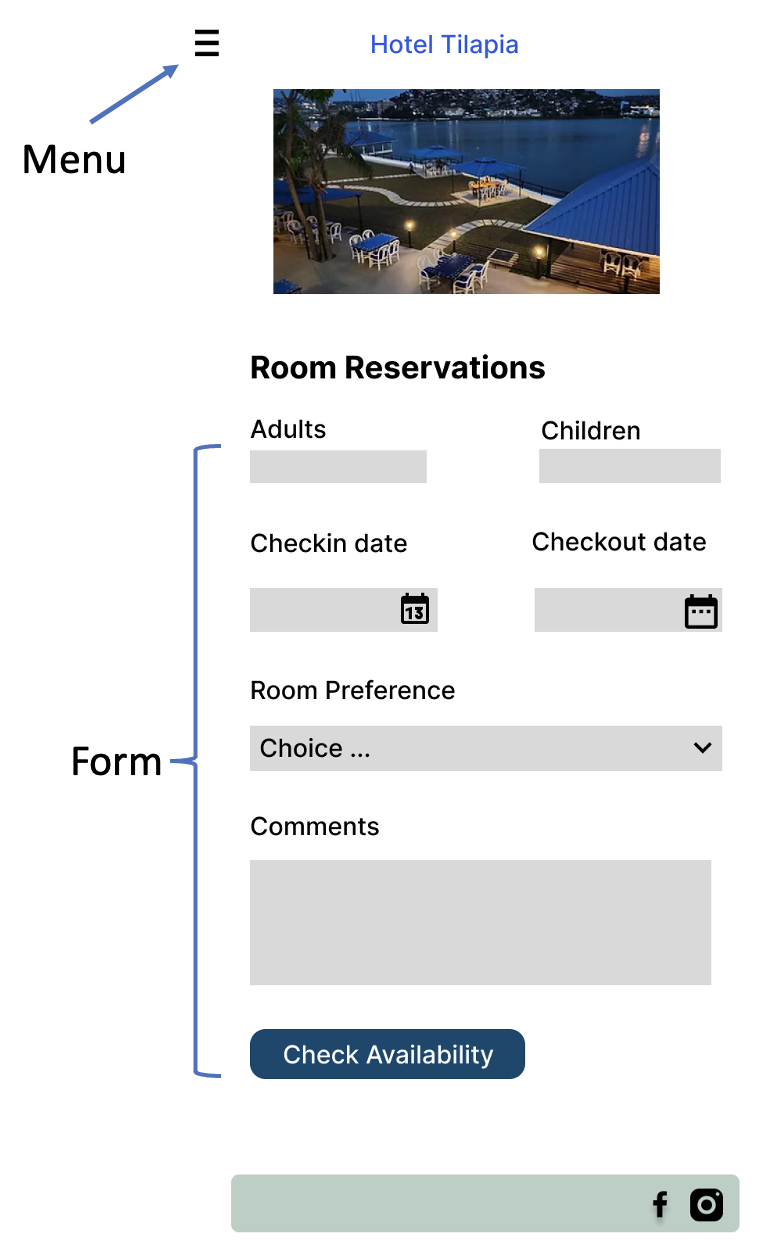 Hotel Tilapia
Menu
Room Reservations
Adults
Children
Checkin date
Checkout date
13
Room Preference
Form
Choice ...
Comments
Check Availability